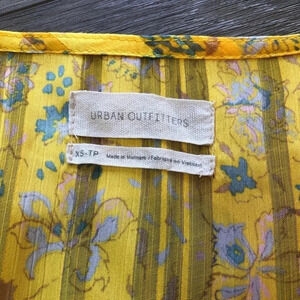 URBAN OUTFITTERS
XS-TP Made in Vietnam / Fabriqué au Vietnam